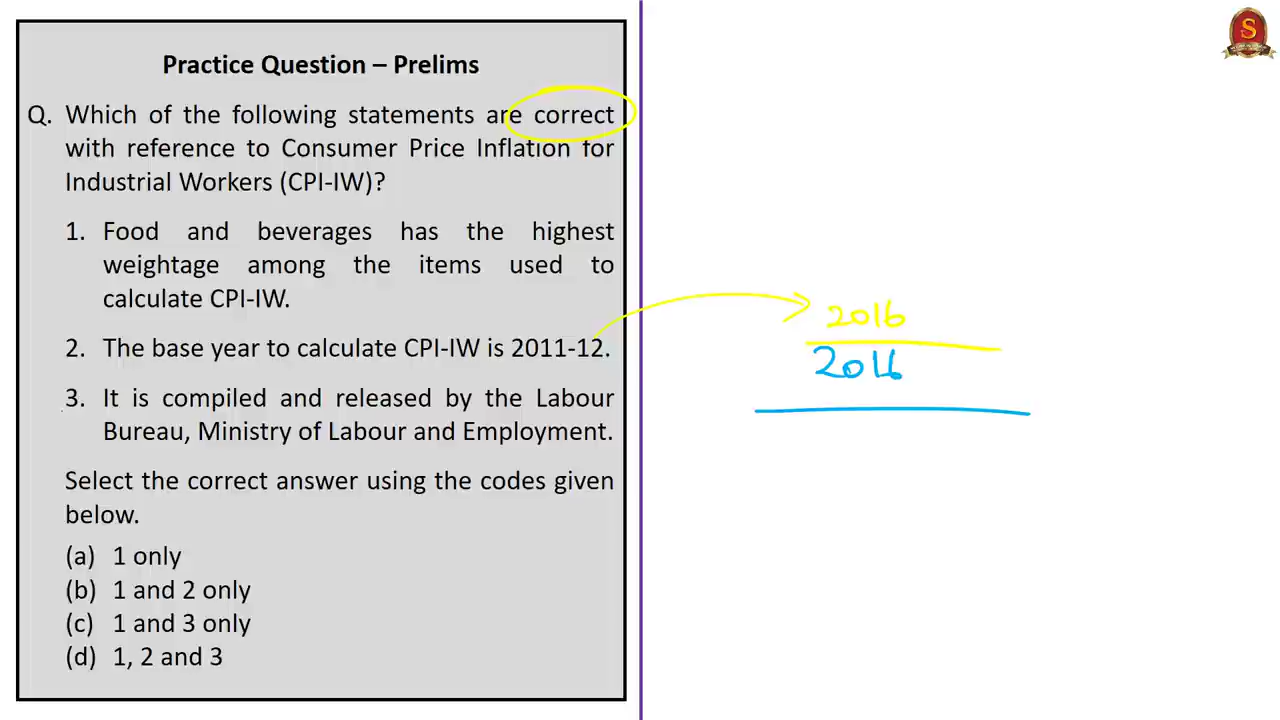 Practice Question – Prelims
Q. Which of the following statements are correct
with reference to Consumer Price Inflation for
Industrial Workers (CPI-IW)?
1. Food and beverages has the highest
weightage among the items used to
calculate CPI-IW.
2. The base year to calculate CPI-IW is 2011-12.
3. It is compiled and released by the Labour
Bureau, Ministry of Labour and Employment.
Select the correct answer using the codes given
below.
(a) 1 only
(b) 1 and 2 only
(c) 1 and 3 only
(d) 1, 2 and 3
2016
2016
S